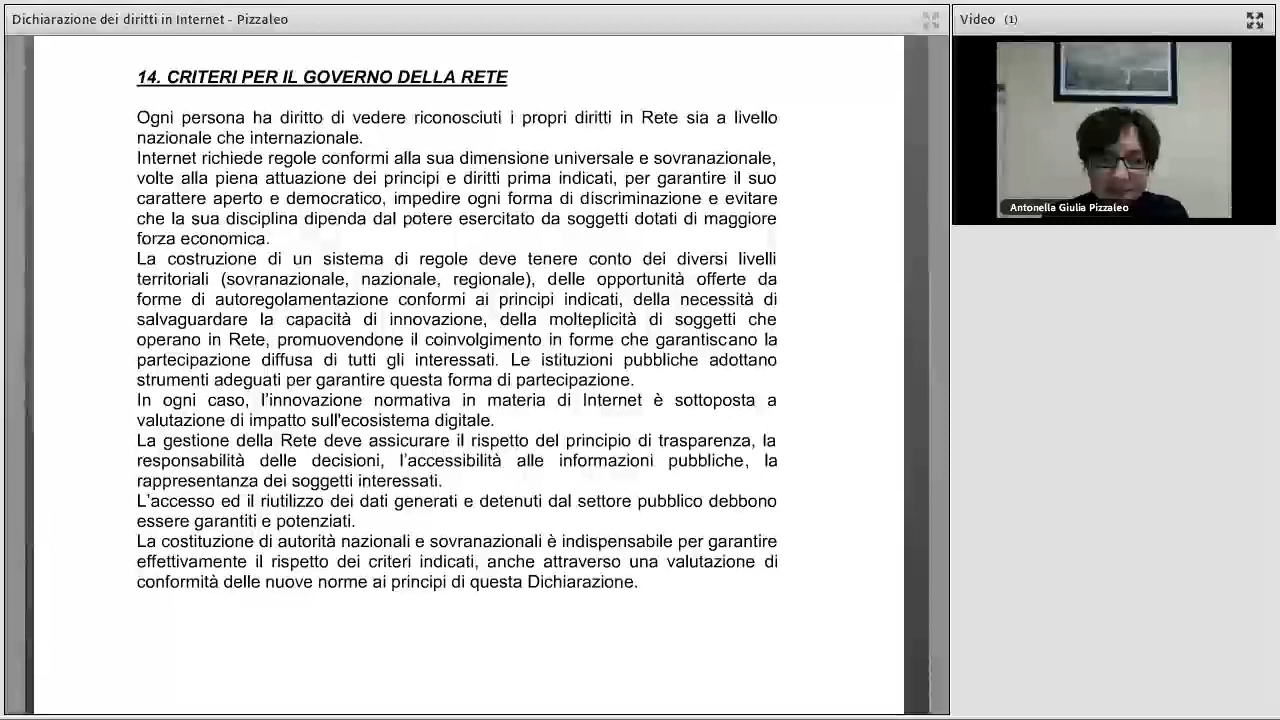 Dichiarazione dei diritti in Internet - Pizzaleo
Video (1)
14. CRITERI PER IL GOVERNO DELLA RETE
Ogni persona ha diritto di vedere riconosciuti i propri diritti in Rete sia a livello
nazionale che internazionale.
Internet richiede regole conformi alla sua dimensione universale e sovranazionale,
volte alla piena attuazione dei principi e diritti prima indicati, per garantire il suo
carattere aperto e democratico, impedire ogni forma di discriminazione e evitare
che la sua disciplina dipenda dal potere esercitato da soggetti dotati di maggiore
forza economica.
La costruzione di un sistema di regole deve tenere conto dei diversi livelli
territoriali (sovranazionale, nazionale, regionale), delle opportunità offerte da
forme di autoregolamentazione conformi ai principi indicati, della necessità di
salvaguardare la capacità di innovazione, della molteplicità di soggetti che
operano in Rete, promuovendone il coinvolgimento in forme che garantiscano la
partecipazione diffusa di tutti gli interessati. Le istituzioni pubbliche adottano
strumenti adeguati per garantire questa forma di partecipazione.
In ogni caso, l’innovazione normativa in materia di Internet è sottoposta a
valutazione di impatto sull'ecosistema digitale.
La gestione della Rete deve assicurare il rispetto del principio di trasparenza, la
responsabilità delle decisioni, l’accessibilità alle informazioni pubbliche, la
rappresentanza dei soggetti interessati.
L’accesso ed il riutilizzo dei dati generati e detenuti dal settore pubblico debbono
essere garantiti e potenziati.
La costituzione di autorità nazionali e sovranazionali è indispensabile per garantire
effettivamente il rispetto dei criteri indicati, anche attraverso una valutazione di
conformità delle nuove norme ai principi di questa Dichiarazione.
Antonella Giulia Pizzaleo